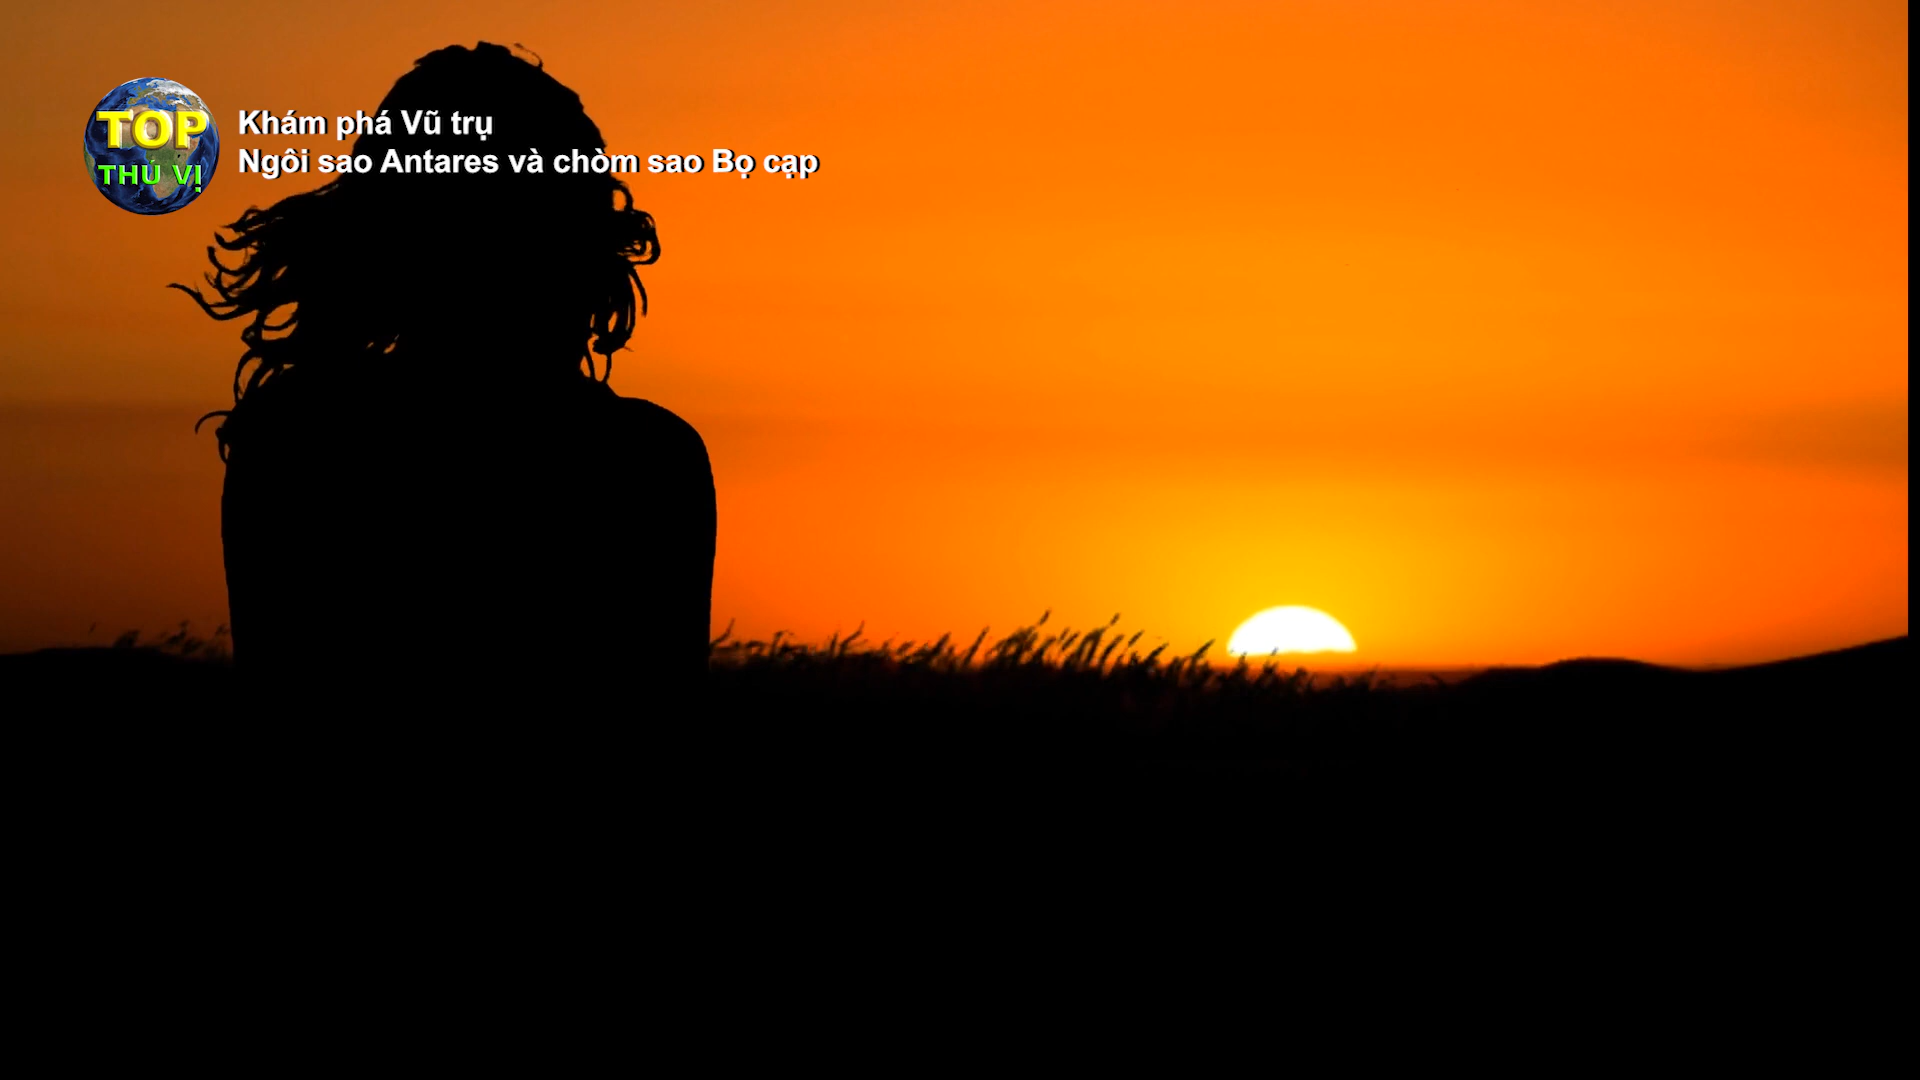 TOP
THÚ VỊ
Khám phá Vũ trụ
Ngôi sao Antares và chòm sao Bọ cạp